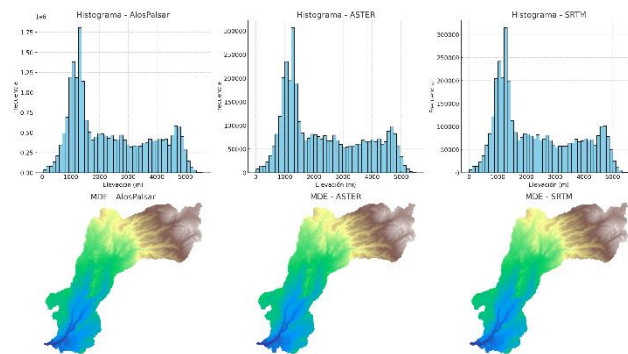 Histograma - AlosPalsar
1e6
1.75
1.50
1.25
1.00
0.75
0.50
0.25
0.00
Frecuencia
0 1000 2000 3000 4000 5000
Elevación (m)
Histograma - ASTER
300000
250000
200000
150000
100000
50000
0
Frecuencia
0 1000 2000 3000 4000 5000
Elevación (m)
Histograma - SRTM
300000
250000
200000
150000
100000
50000
0
Frecuencia
0 1000 2000 3000 4000 5000
Elevación (m)
MDE - AlosPalsar
MDE - ASTER
MDE - SRTM